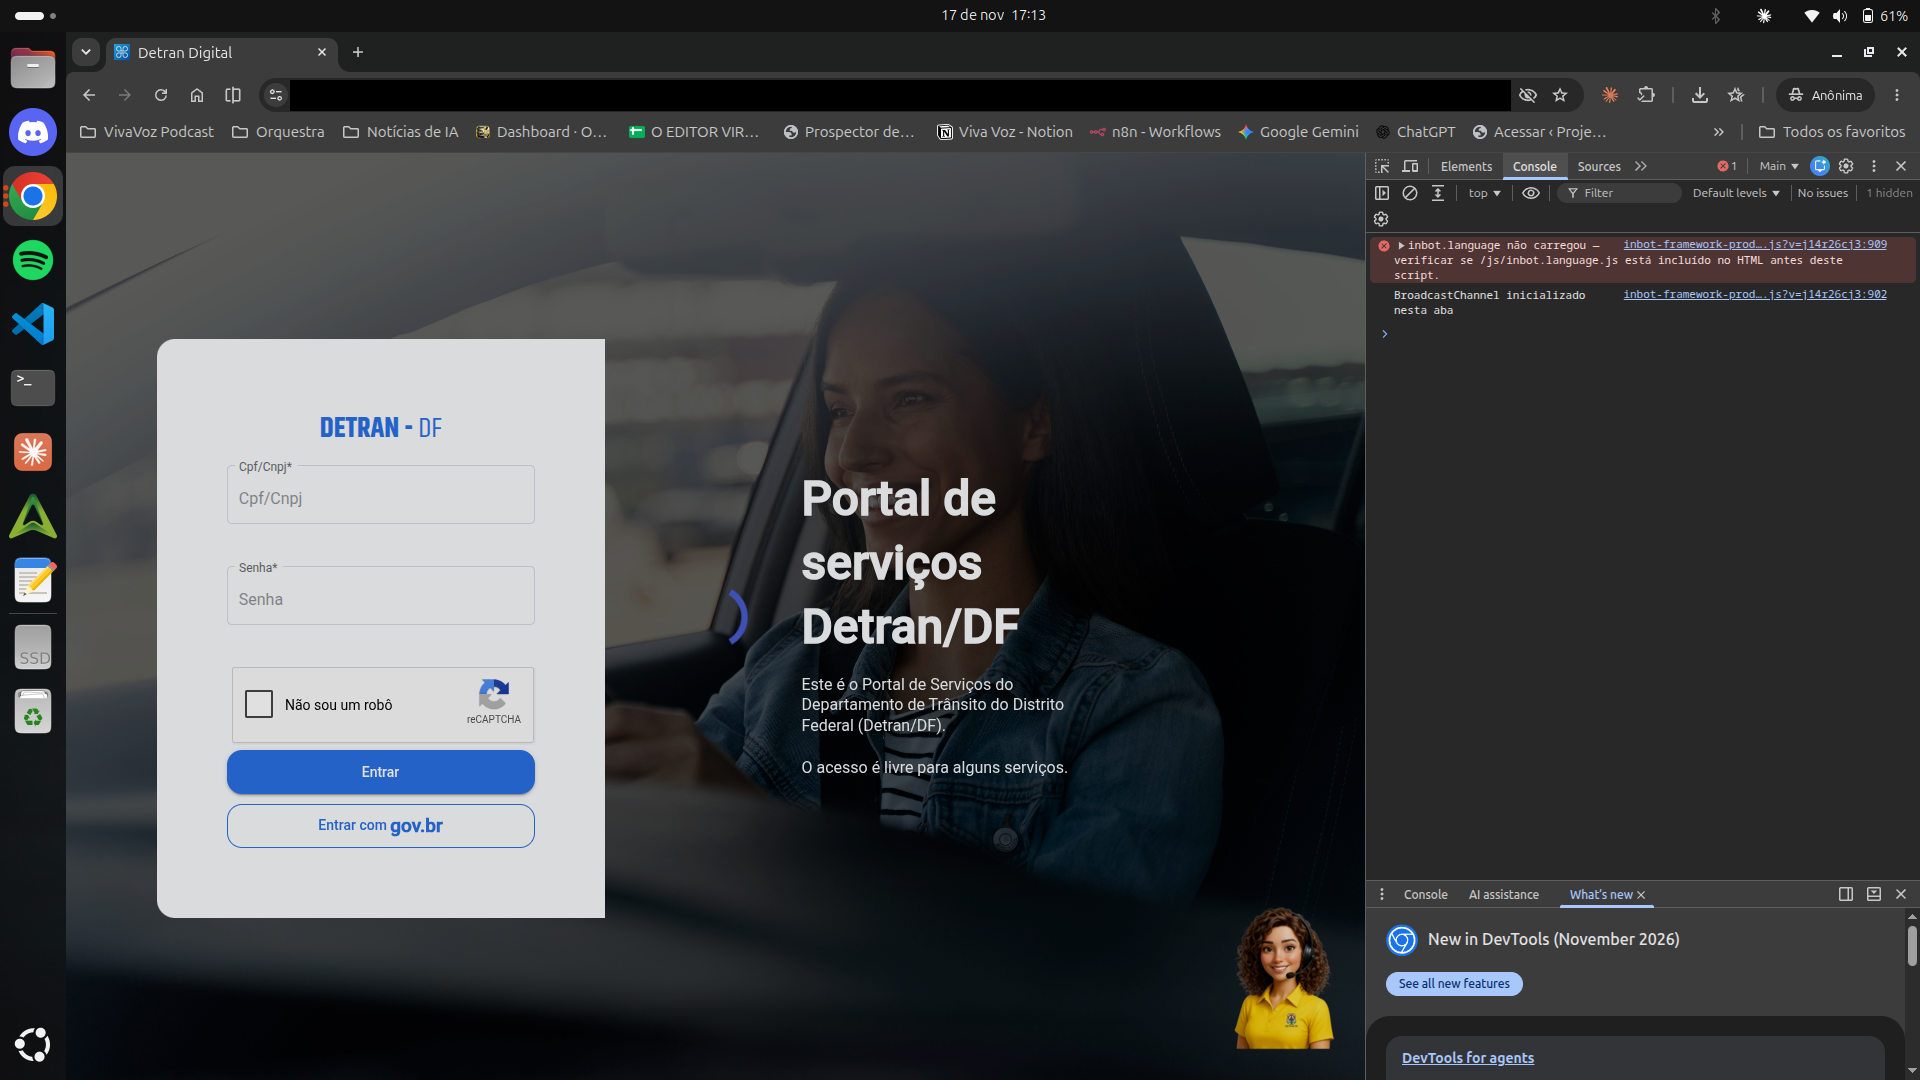 17 de nov 17:13
61%
Detran Digital
Anônima
VivaVoz Podcast
Orquestra
Notícias de IA
Dashboard · O...
O EDITOR VIR...
Prospector de...
Viva Voz - Notion
n8n - Workflows
Google Gemini
ChatGPT
Acessar ‹ Proje...
»
Todos os favoritos
Elements
Console
Sources
1
Main
top
Filter
Default levels
No issues
1 hidden
inbot.language não carregou — inbot-framework-prod….js?v=j14r26cj3:909
verificar se /js/inbot.language.js está incluído no HTML antes deste
script.
BroadcastChannel inicializado inbot-framework-prod….js?v=j14r26cj3:902
nesta aba
DETRAN - DF
Cpf/Cnpj*
Cpf/Cnpj
Senha*
Senha
Não sou um robô
reCAPTCHA
Entrar
Entrar com gov.br
Portal de
serviços
Detran/DF
Este é o Portal de Serviços do
Departamento de Trânsito do Distrito
Federal (Detran/DF).
O acesso é livre para alguns serviços.
SSD
Console
AI assistance
What's new
New in DevTools (November 2026)
See all new features
DevTools for agents